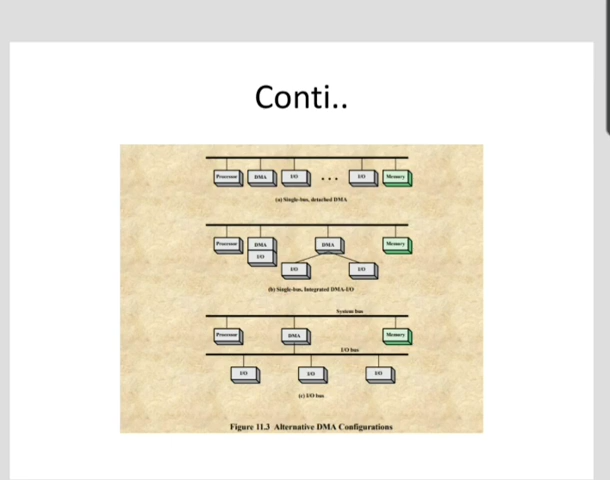 Conti..
Processor DMA I/O ... I/O Memory
(a) Single-bus, detached DMA
Processor DMA DMA Memory
I/O
I/O I/O
(b) Single-bus, Integrated DMA-I/O
System bus
Processor DMA Memory
I/O bus
I/O I/O I/O
(c) I/O bus
Figure 11.3 Alternative DMA Configurations